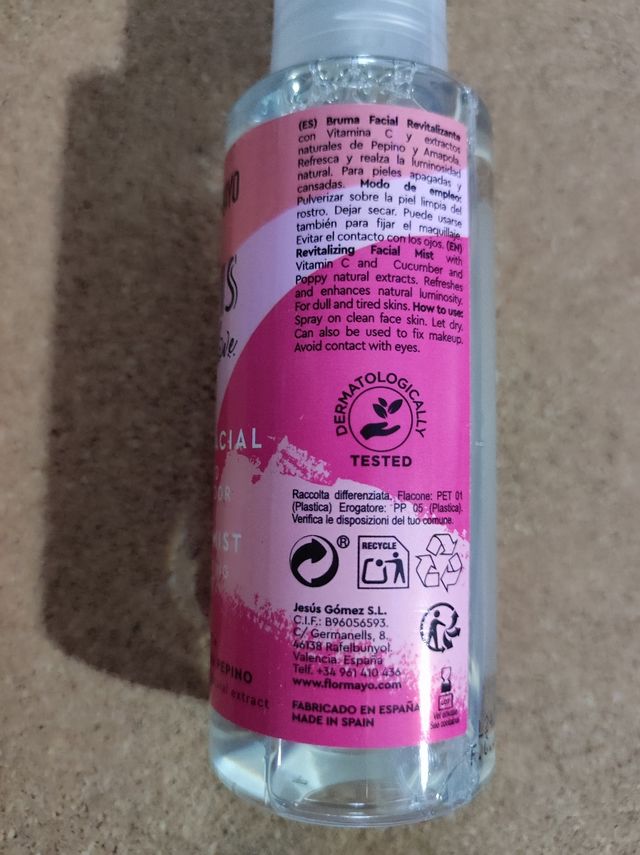 (ES) Bruma Facial Revitalizante
con Vitamina C y extractos
naturales de Pepino y Amapola.
Refresca y realza la luminosidad
natural. Para pieles apagadas y
cansadas. Modo de empleo:
Pulverizar sobre la piel limpia del
rostro. Dejar secar. Puede usarse
también para fijar el maquillaje.
Evitar el contacto con los ojos. (EN)
Revitalizing Facial Mist with
Vitamin C and Cucumber and
Poppy natural extracts. Refreshes
and enhances natural luminosity.
For dull and tired skins. How to use:
Spray on clean face skin. Let dry.
Can also be used to fix makeup.
Avoid contact with eyes.
DERMATOLOGICALLY
TESTED
Raccolta differenziata. Flacone: PET 01
(Plastica) Erogatore: PP 05 (Plastica).
Verifica le disposizioni del tuo comune.
®
RECYCLE
Jesús Gómez S.L.
C.I.F.: B96056593.
C/ Germanells, 8.
46138 Rafelbunyol.
Valencia. España
Telf. +34 961 410 436
www.flormayo.com
FABRICADO EN ESPAÑA
MADE IN SPAIN
Ver envase
See container
YO
S
CIAL
OR
MIST
NG
PEPINO
extract